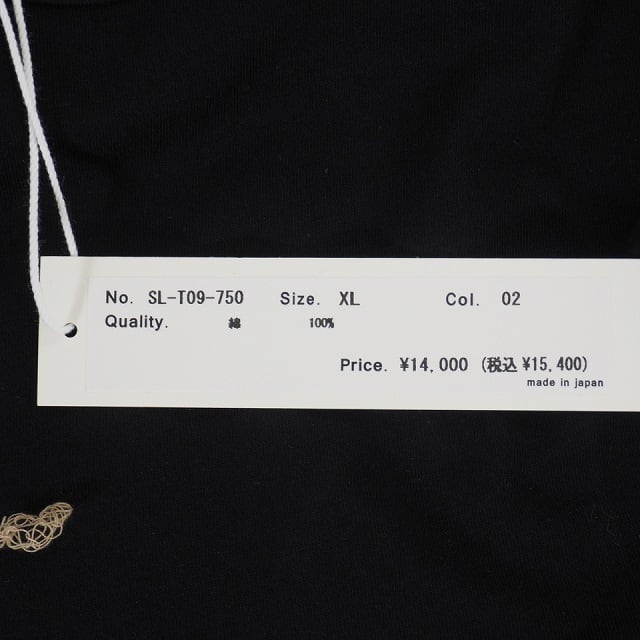 No. SL-T09-750 Size. XL Col. 02
Quality. 綿 100%
Price. ¥14,000 (税込¥15,400)
made in japan